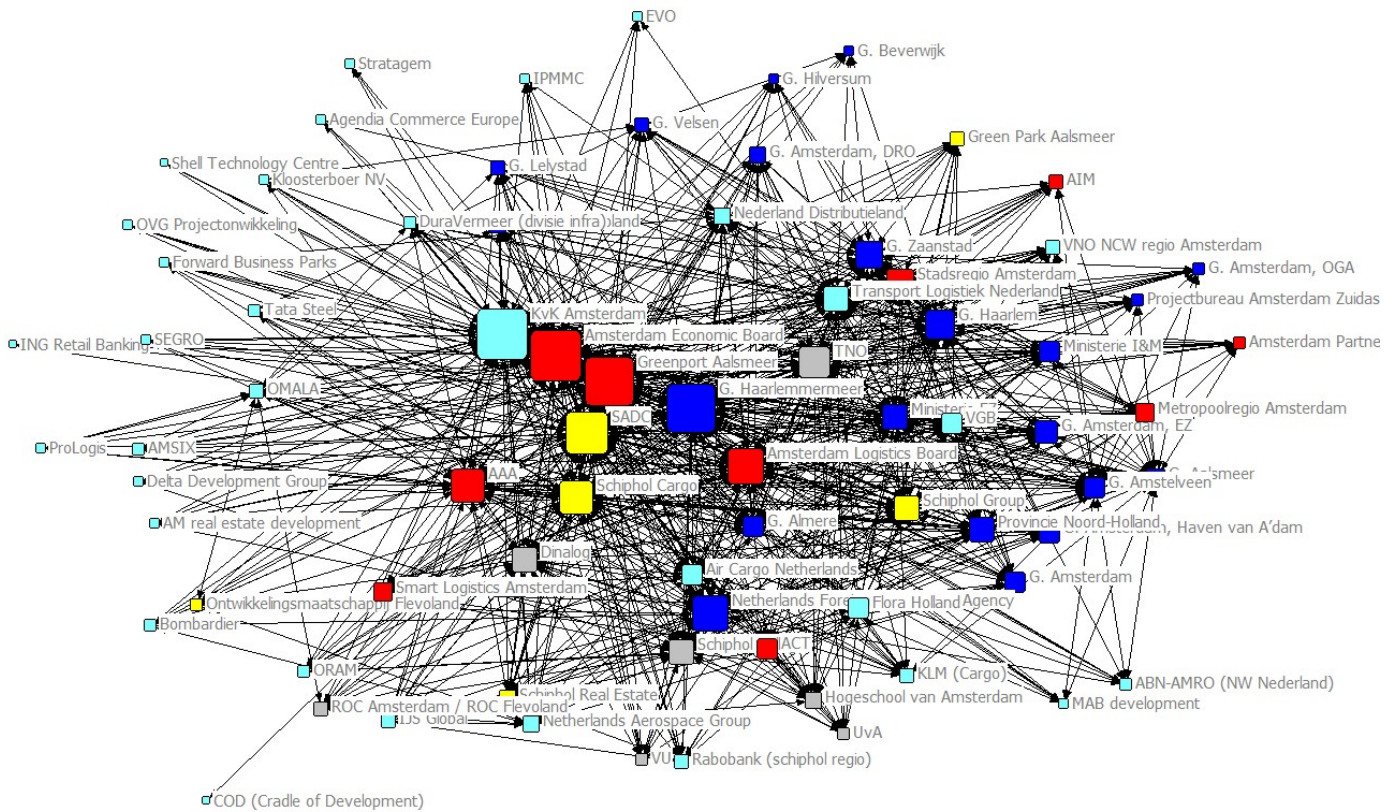 EVO
G. Beverwijk
Stratagem
IPMMC
G. Hilversum
Agendia Commerce Europe
G. Velsen
Green Park Aalsmeer
G. Amsterdam, DRO
Shell Technology Centre
G. Lelystad
Kloosterboer NV
AIM
Nederland Distributieland
DuraVermeer (divisie infra)
OVG Projectonwikkeling
G. Zaanstad
VNO NCW regio Amsterdam
Forward Business Parks
Stadsregio Amsterdam
G. Amsterdam, OGA
Transport Logistiek Nederland
Projectbureau Amsterdam Zuidas
Tata Steel
KvK Amsterdam
G. Haarlem
Amsterdam Economic Board
SEGRO
ING Retail Banking
Amsterdam Partne
Ministerie I&M
Greenport Aalsmeer
TNO
OMALA
G. Haarlemmermeer
Metropoolregio Amsterdam
SADC
VGB
G. Amsterdam, EZ
ProLogis
AMSIX
Amsterdam Logistics Board
AAA
G. Amstelveen
Delta Development Group
Schiphol Cargo
Schiphol Group
AM real estate development
G. Almere
Provincie Noord-Holland
Haven van A'dam
Dinalog
Air Cargo Netherlands
G. Amsterdam
Smart Logistics Amsterdam
Ontwikkelingsmaatschappij Flevoland
Netherlands
Flora Holland
Agency
Bombardier
Schiphol
ACT
ORAM
KLM (Cargo)
ABN-AMRO (NW Nederland)
Schiphol Real Estate
Hogeschool van Amsterdam
MAB development
ROC Amsterdam / ROC Flevoland
IJS Global
Netherlands Aerospace Group
UvA
VU
Rabobank (schiphol regio)
COD (Cradle of Development)